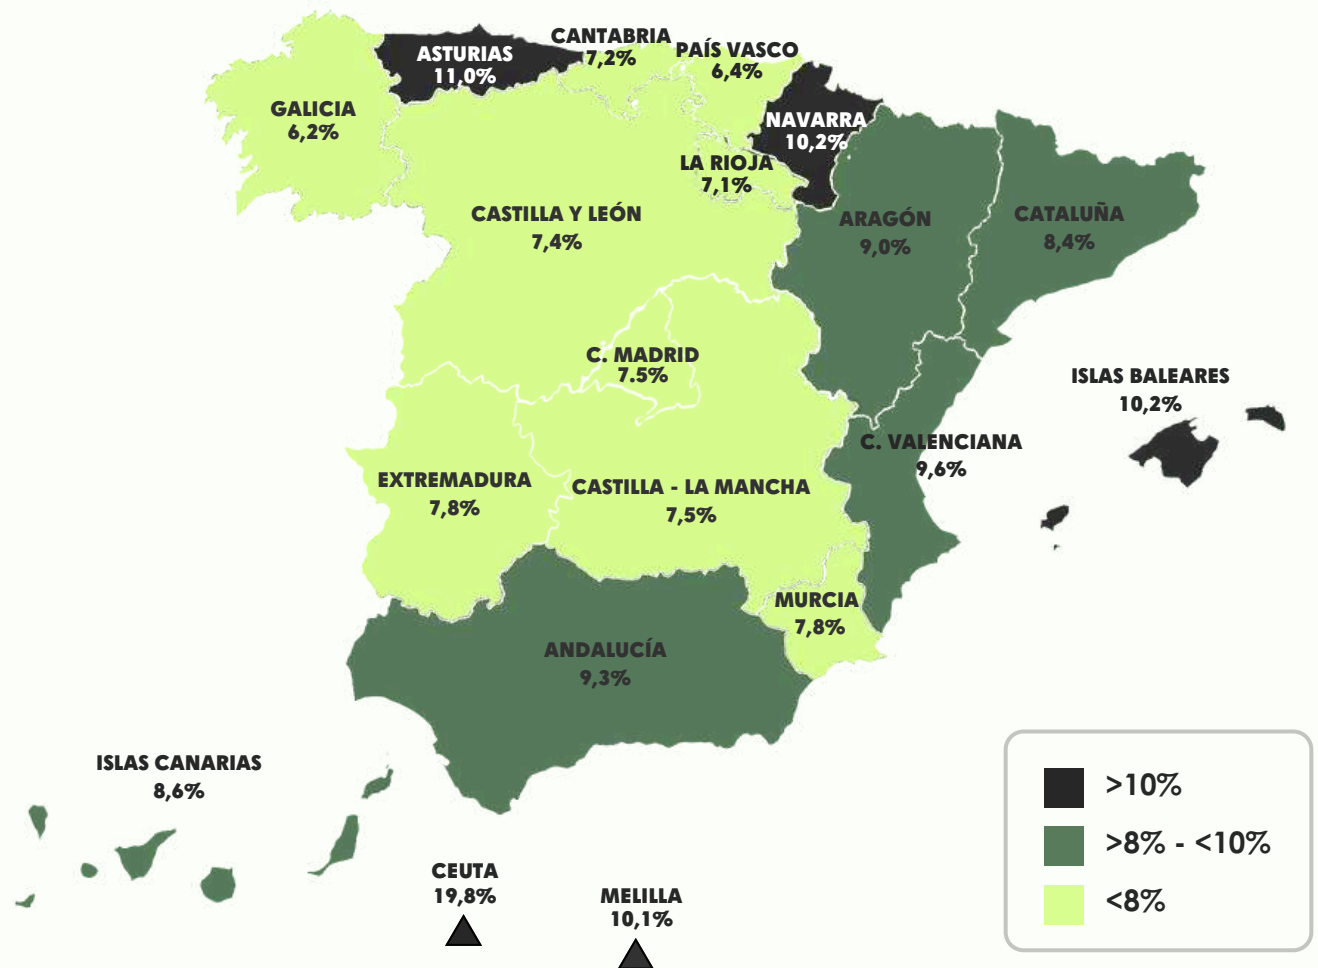 CANTABRIA
7,2%
ASTURIAS
11,0%
PAÍS VASCO
6,4%
GALICIA
6,2%
NAVARRA
10,2%
LA RIOJA
7,1%
CASTILLA Y LEÓN
7,4%
ARAGÓN
9,0%
CATALUÑA
8,4%
C. MADRID
7.5%
ISLAS BALEARES
10,2%
C. VALENCIANA
9,6%
EXTREMADURA
7,8%
CASTILLA - LA MANCHA
7,5%
MURCIA
7,8%
ANDALUCÍA
9,3%
ISLAS CANARIAS
8,6%
CEUTA
19,8%
MELILLA
10,1%
>10%
>8% - <10%
<8%